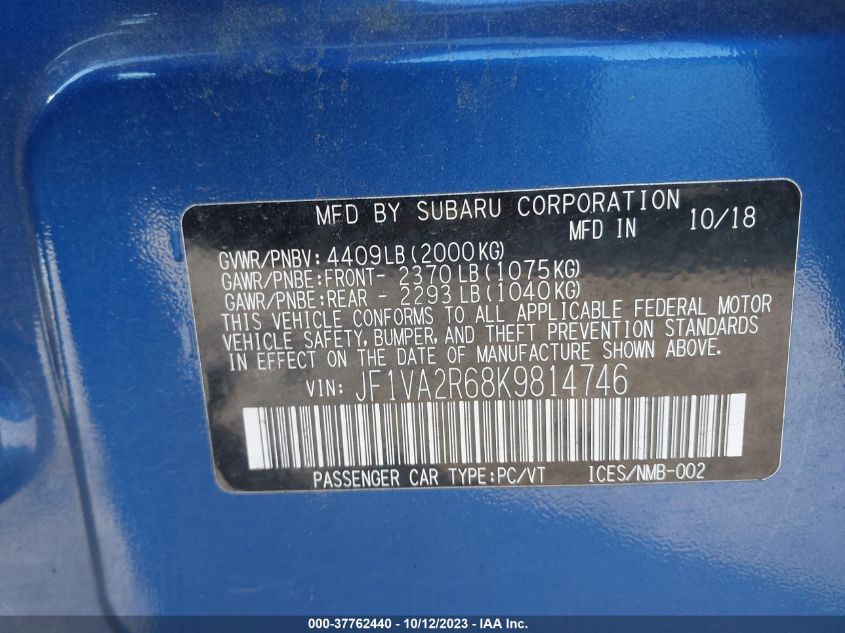 MFD BY SUBARU CORPORATION
MFD IN 10/18
GVWR/PNBV: 4409LB(2000KG)
GAWR/PNBE:FRONT- 2370LB(1075KG)
GAWR/PNBE:REAR - 2293LB(1040KG)
THIS VEHICLE CONFORMS TO ALL APPLICABLE FEDERAL MOTOR
VEHICLE SAFETY, BUMPER, AND THEFT PREVENTION STANDARDS
IN EFFECT ON THE DATE OF MANUFACTURE SHOWN ABOVE.
VIN: JF1VA2R68K9814746
PASSENGER CAR TYPE:PC/VT ICES/NMB-002
000-37762440 - 10/12/2023 - IAA Inc.